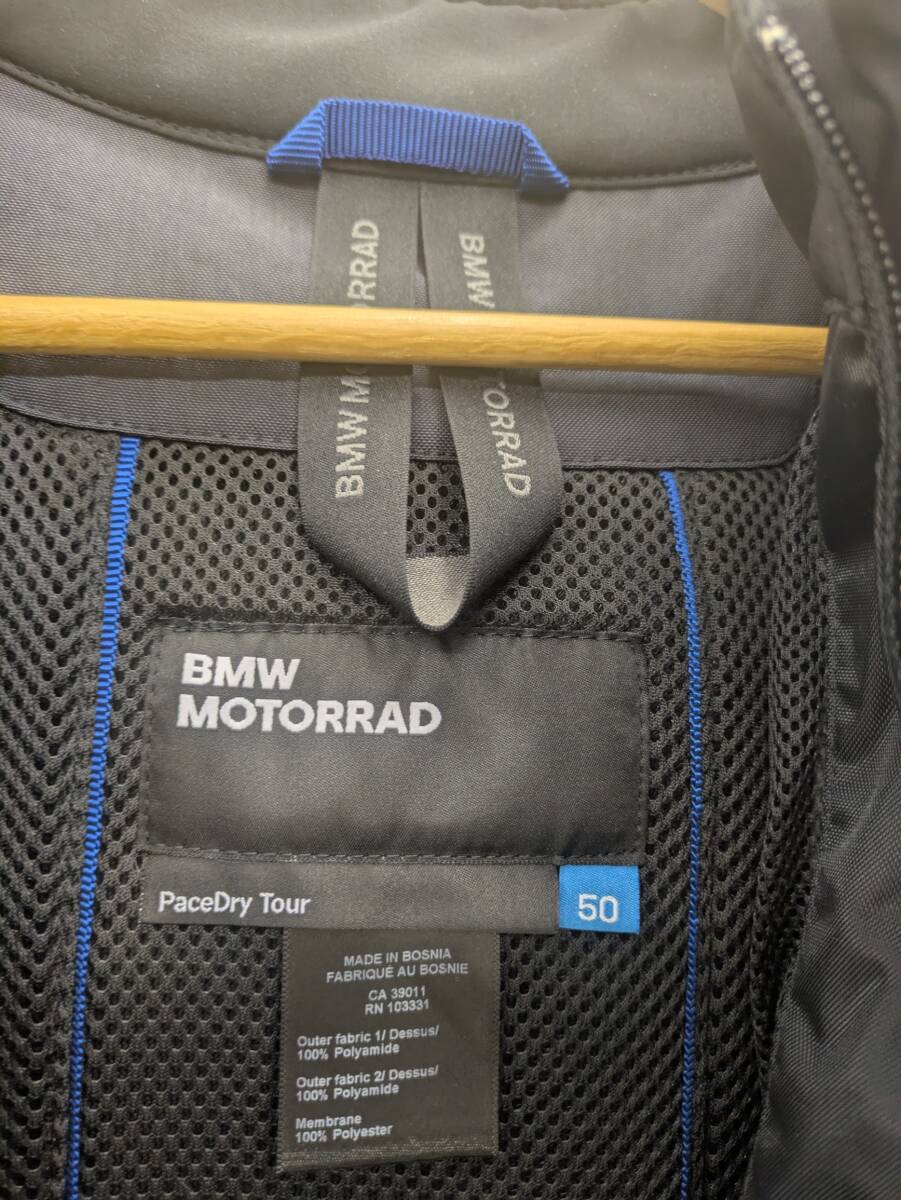 BMW MOTORRAD
BMW MOTORRAD
BMW
MOTORRAD
PaceDry Tour
50
MADE IN BOSNIA
FABRIQUÉ AU BOSNIE
CA 39011
RN 103331
Outer fabric 1/ Dessus/
100% Polyamide
Outer fabric 2/ Dessus/
100% Polyamide
Membrane
100% Polyester